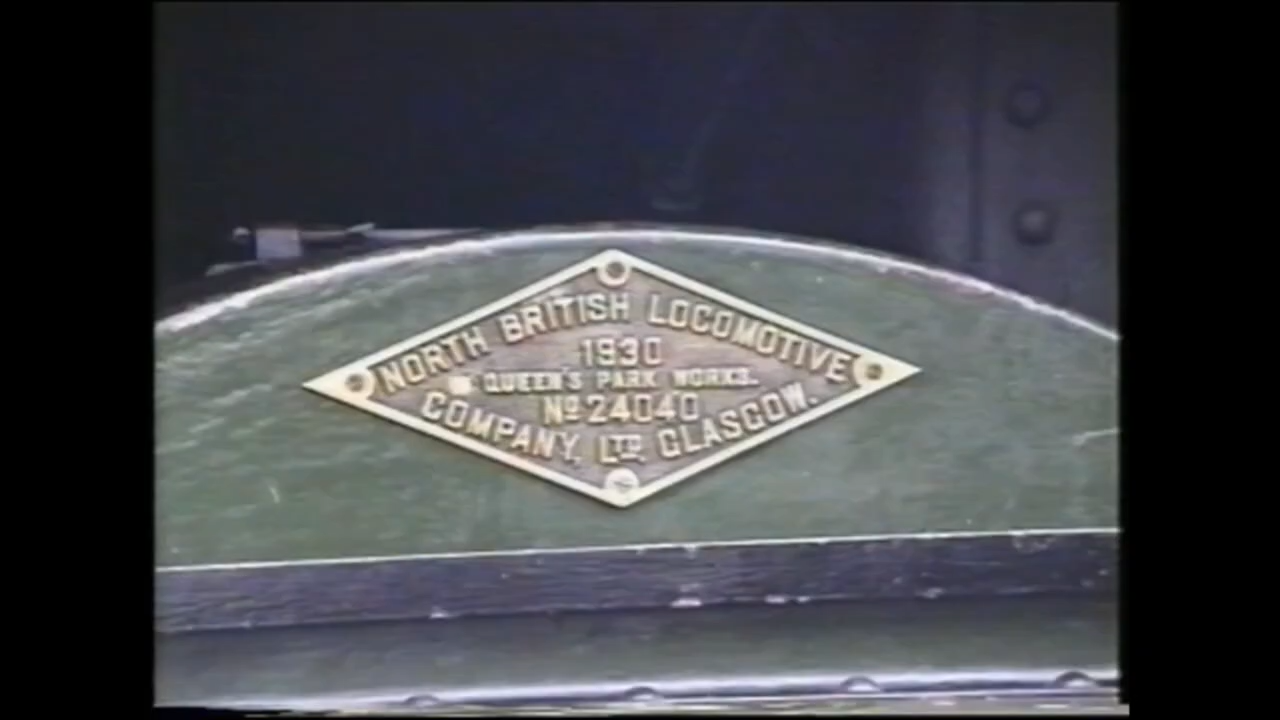 NORTH BRITISH LOCOMOTIVE
1930
QUEEN'S PARK WORKS.
Nº 24040
COMPANY, LTD, GLASGOW.